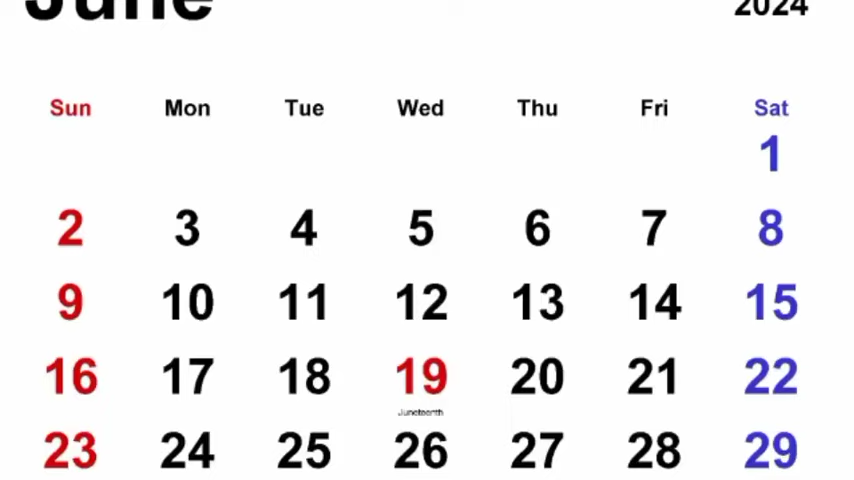 June 2024
Sun Mon Tue Wed Thu Fri Sat
1
2 3 4 5 6 7 8
9 10 11 12 13 14 15
16 17 18 19 20 21 22
Juneteenth
23 24 25 26 27 28 29